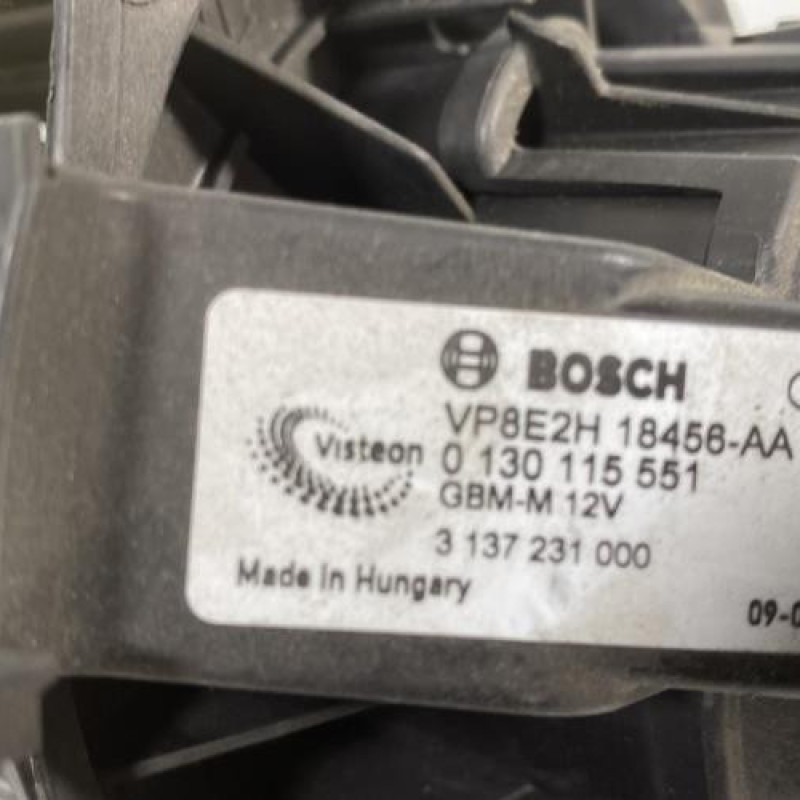 BOSCH
VP8E2H 18456-AA
Visteon
0 130 115 551
GBM-M 12V
3 137 231 000
Made in Hungary